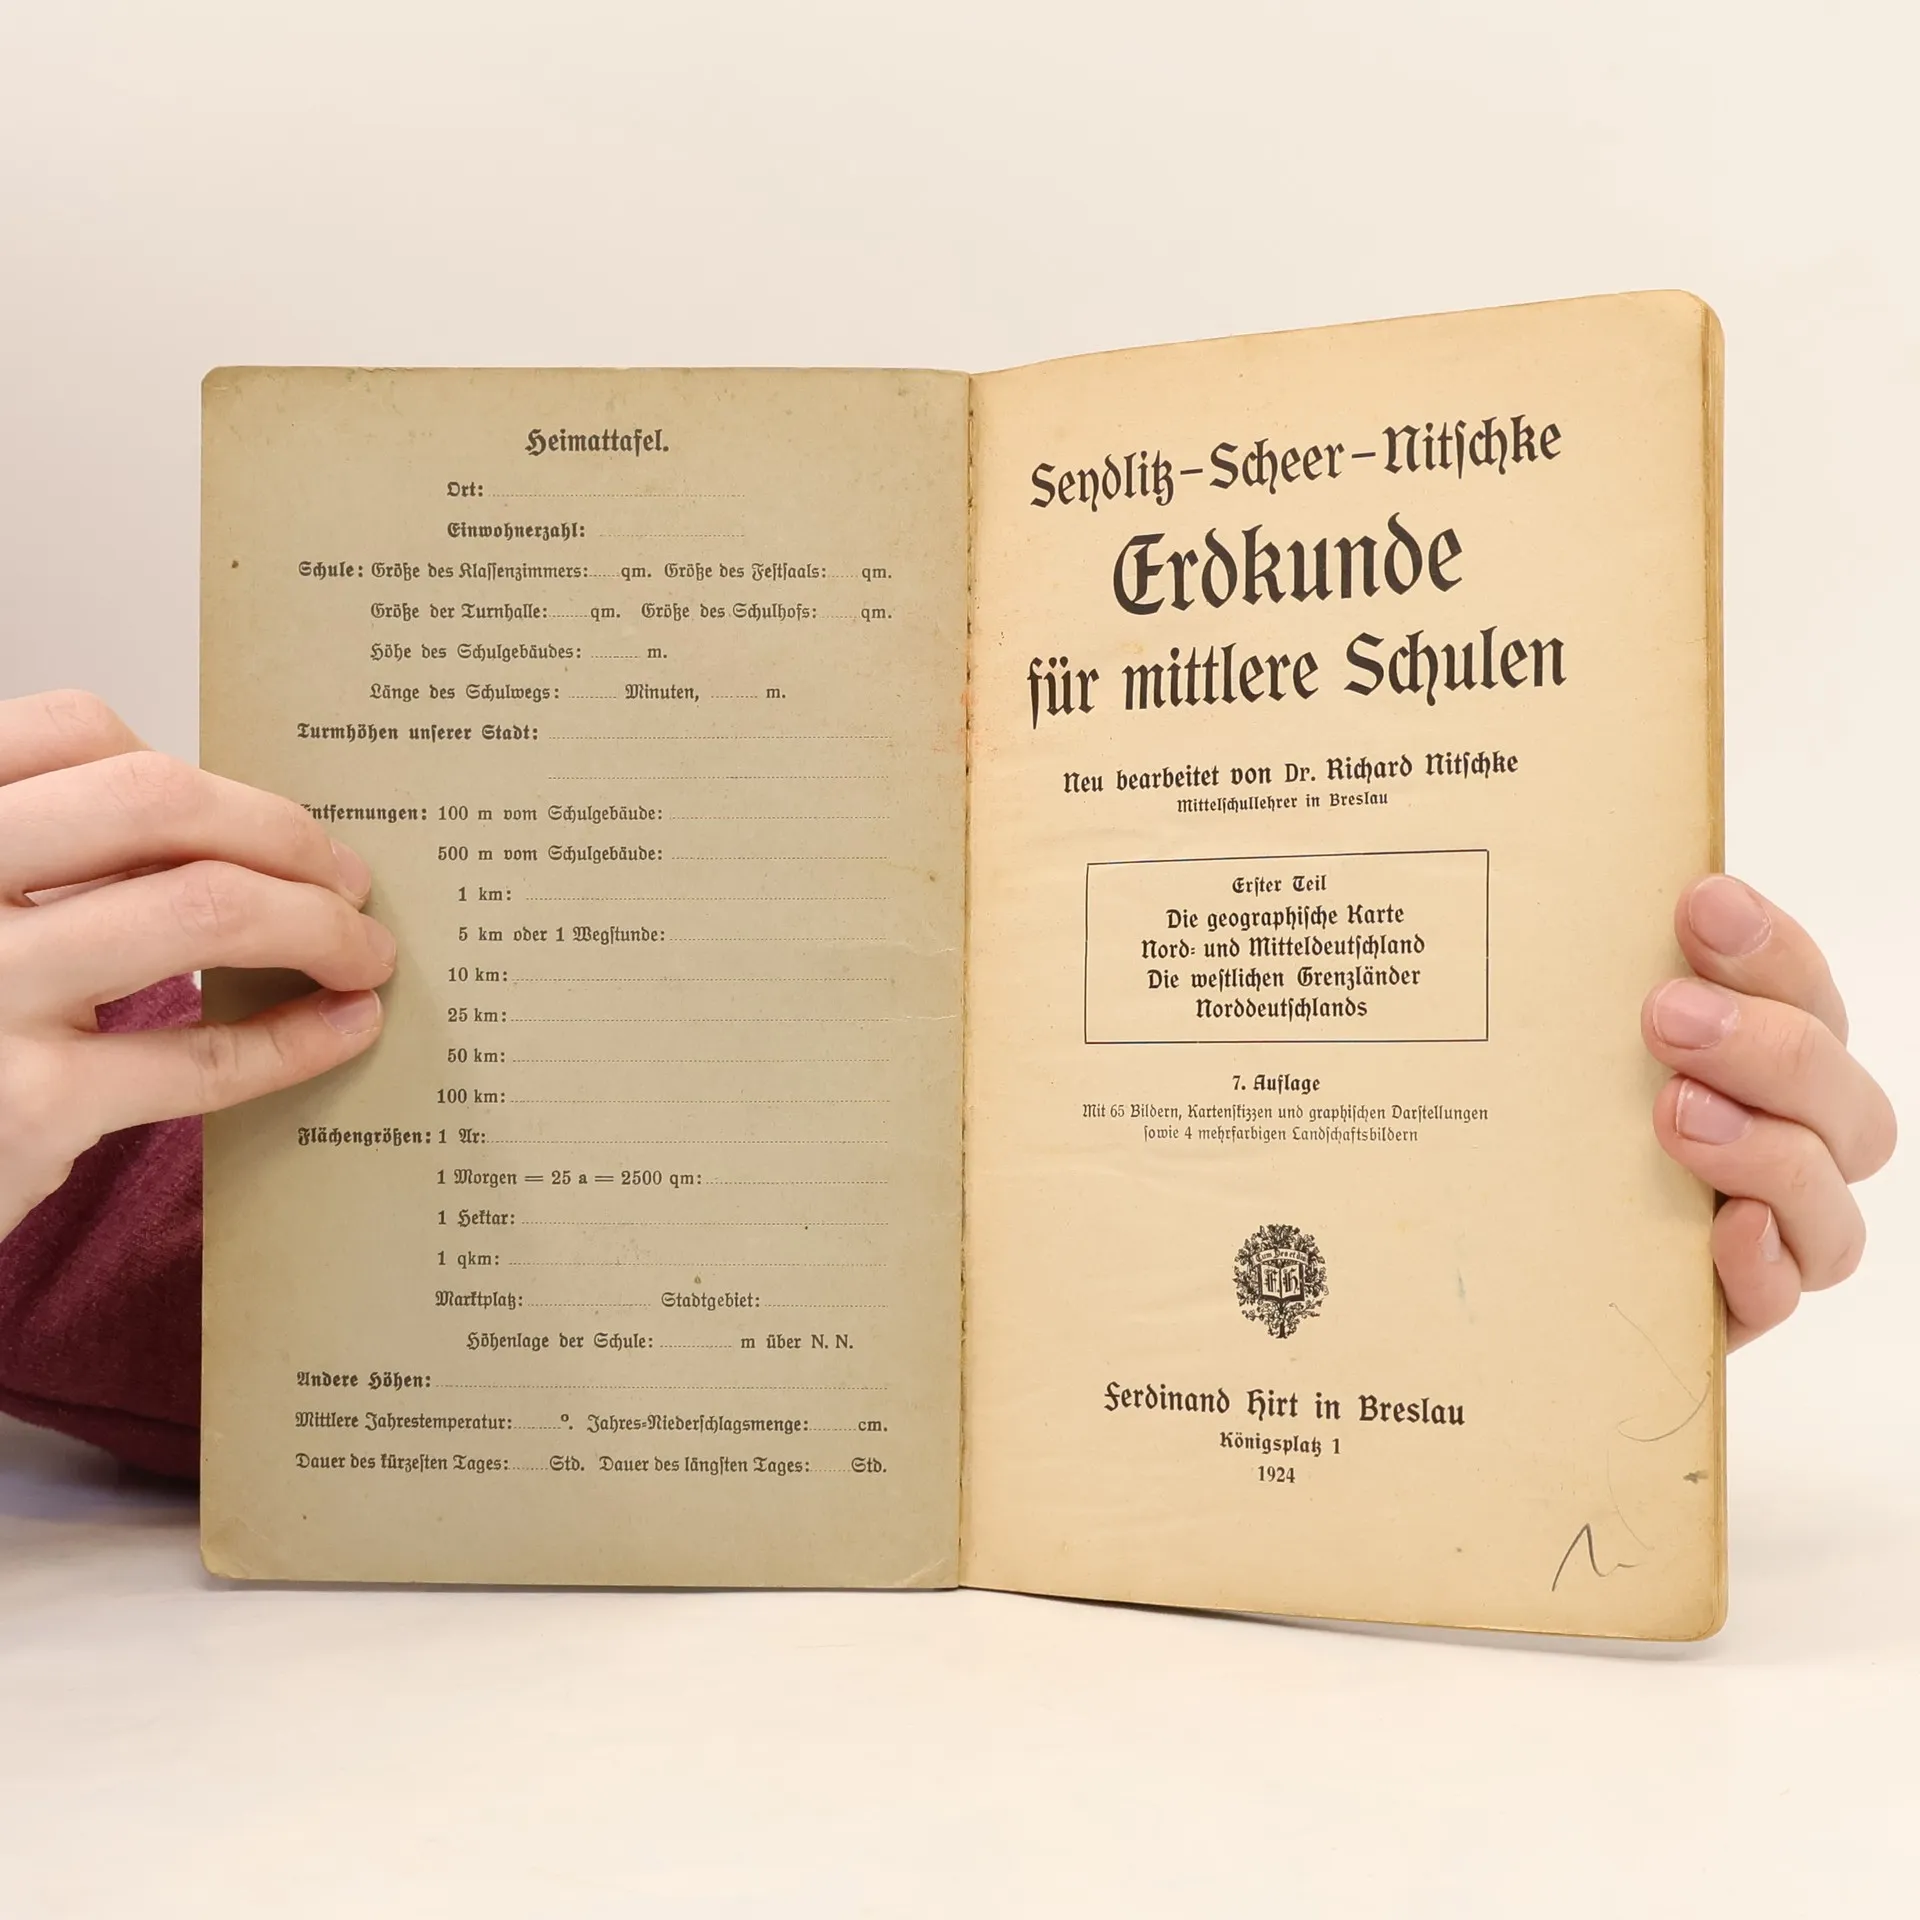 Heimattafel.
Ort:
Einwohnerzahl:
Schule: Größe des Klassenzimmers: qm. Größe des Festsaals: qm.
Größe der Turnhalle: qm. Größe des Schulhofs: qm.
Höhe des Schulgebäudes: m.
Länge des Schulwegs: Minuten, m.
Turmhöhen unserer Stadt:
Entfernungen: 100 m vom Schulgebäude:
500 m vom Schulgebäude:
1 km:
5 km oder 1 Wegstunde:
10 km:
25 km:
50 km:
100 km:
Flächengrößen: 1 Ar:
1 Morgen = 25 a = 2500 qm:
1 Hektar:
1 qkm:
Marktplatz: Stadtgebiet:
Höhenlage der Schule: m über N. N.
Andere Höhen:
Mittlere Jahrestemperatur: °. Jahres-Niederschlagsmenge: cm.
Dauer des kürzesten Tages: Std. Dauer des längsten Tages: Std.
Seydlitz-Scheer-Nitschke
Erdkunde
für mittlere Schulen
Neu bearbeitet von Dr. Richard Nitschke
Mittelschullehrer in Breslau
Erster Teil
Die geographische Karte
Nord- und Mitteldeutschland
Die westlichen Grenzländer
Norddeutschlands
7. Auflage
Mit 65 Bildern, Kartenskizzen und graphischen Darstellungen
sowie 4 mehrfarbigen Landschaftsbildern
F H
Ferdinand Hirt in Breslau
Königsplatz 1
1924